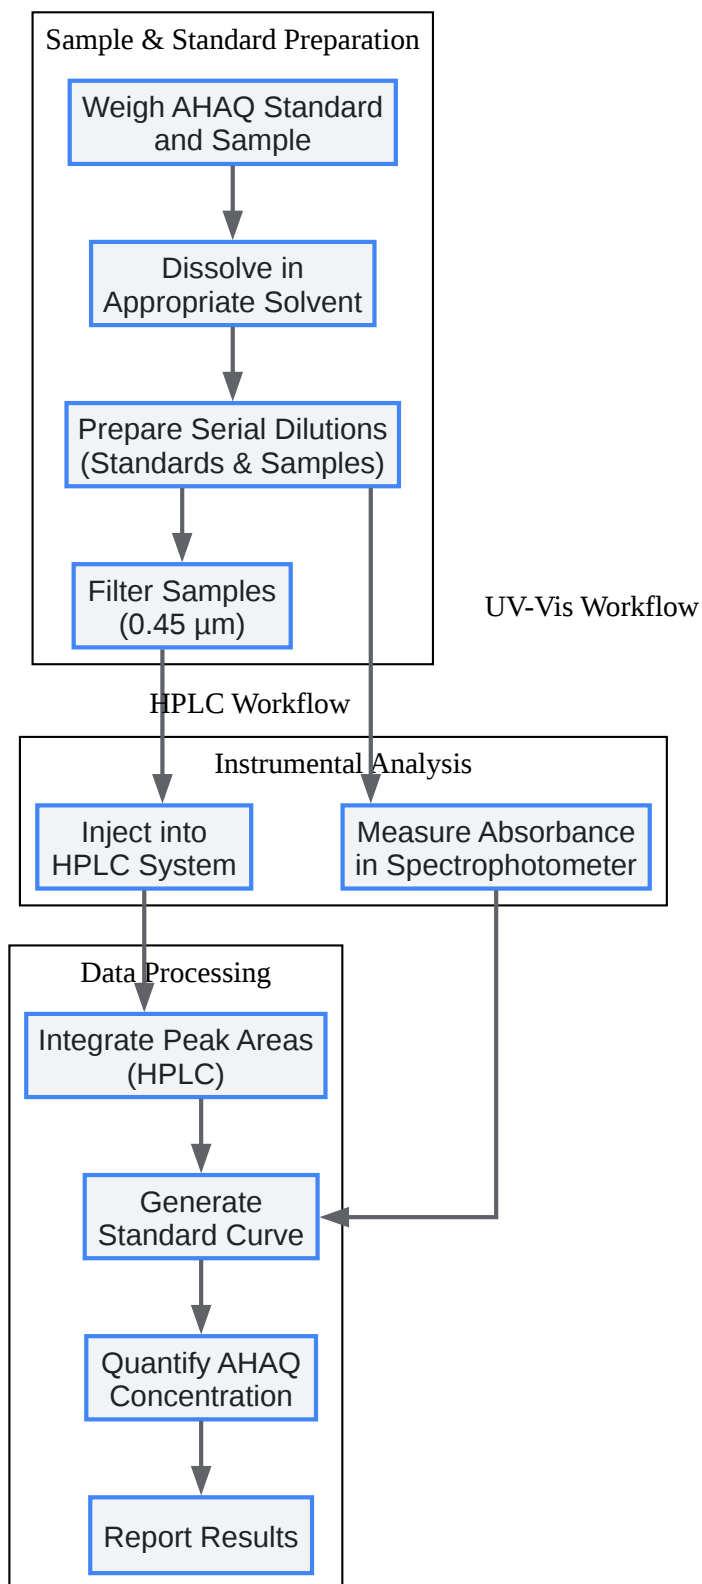 Sample & Standard Preparation
Weigh AHAQ Standard
and Sample
Dissolve in
Appropriate Solvent
Prepare Serial Dilutions
(Standards & Samples)
Filter Samples
(0.45 µm)
UV-Vis Workflow
HPLC Workflow
Instrumental Analysis
Inject into
HPLC System
Measure Absorbance
in Spectrophotometer
Data Processing
Integrate Peak Areas
(HPLC)
Generate
Standard Curve
Quantify AHAQ
Concentration
Report Results